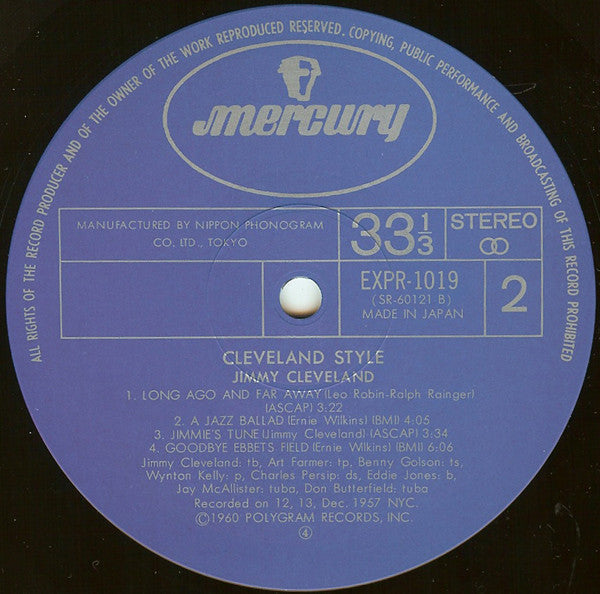 ALL RIGHTS OF THE RECORD PRODUCER AND OF THE OWNER OF THE WORK REPRODUCED RESERVED. COPYING, PUBLIC PERFORMANCE AND BROADCASTING OF THIS RECORD PROHIBITED
mercury
MANUFACTURED BY NIPPON PHONOGRAM
CO. LTD., TOKYO
33 1/3
STEREO
EXPR-1019
(SR-60121 B)
MADE IN JAPAN
2
CLEVELAND STYLE
JIMMY CLEVELAND
1. LONG AGO AND FAR AWAY (Leo Robin-Ralph Rainger)
(ASCAP) 3:22
2. A JAZZ BALLAD (Ernie Wilkins) (BMI) 4:05
3. JIMMIE'S TUNE (Jimmy Cleveland) (ASCAP) 3:34
4. GOODBYE EBBETS FIELD (Ernie Wilkins) (BMI) 6:06
Jimmy Cleveland: tb, Art Farmer: tp, Benny Golson: ts,
Wynton Kelly: p, Charles Persip: ds, Eddie Jones: b,
Jay McAllister: tuba, Don Butterfield: tuba
Recorded on 12, 13, Dec. 1957 NYC.
©1960 POLYGRAM RECORDS, INC.
④